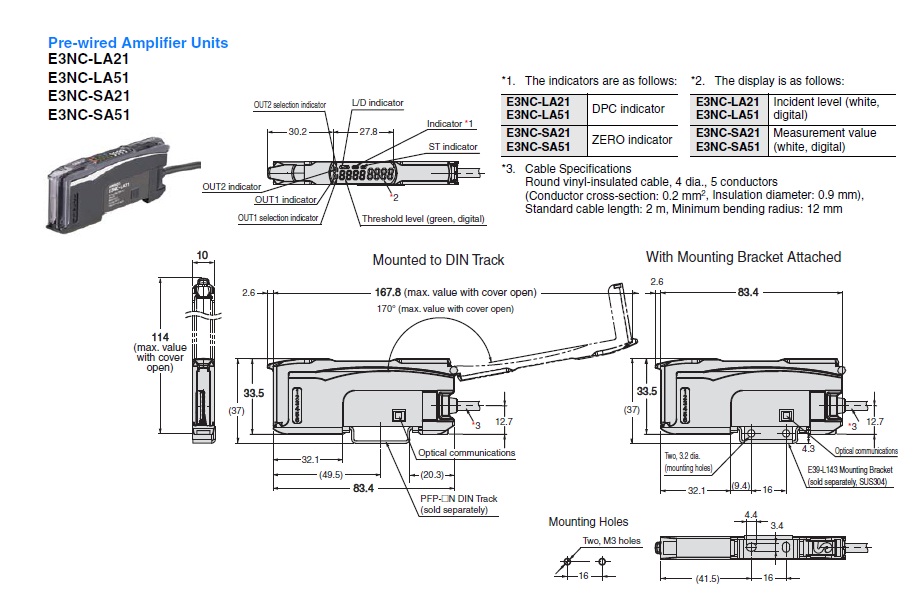 Pre-wired Amplifier Units
E3NC-LA21
E3NC-LA51
E3NC-SA21
E3NC-SA51
OUT2 selection indicator
L/D indicator
Indicator *1
ST indicator
30.2
27.8
OUT2 indicator
OUT1 indicator
OUT1 selection indicator
*2
Threshold level (green, digital)
*1. The indicators are as follows:
E3NC-LA21
E3NC-LA51
DPC indicator
E3NC-SA21
E3NC-SA51
ZERO indicator
*2. The display is as follows:
E3NC-LA21
E3NC-LA51
Incident level (white,
digital)
E3NC-SA21
E3NC-SA51
Measurement value
(white, digital)
*3. Cable Specifications
Round vinyl-insulated cable, 4 dia., 5 conductors
(Conductor cross-section: 0.2 mm², Insulation diameter: 0.9 mm),
Standard cable length: 2 m, Minimum bending radius: 12 mm
10
114
(max. value
with cover
open)
Mounted to DIN Track
2.6
167.8 (max. value with cover open)
170° (max. value with cover open)
33.5
(37)
*3
12.7
Optical communications
32.1
(49.5)
(20.3)
83.4
PFP-□N DIN Track
(sold separately)
With Mounting Bracket Attached
2.6
83.4
33.5
(37)
*3
12.7
4.3
Two, 3.2 dia.
(mounting holes)
Optical communications
E39-L143 Mounting Bracket
(sold separately, SUS304)
32.1
(9.4)
16
Mounting Holes
Two, M3 holes
16
4.4
3.4
(41.5)
16